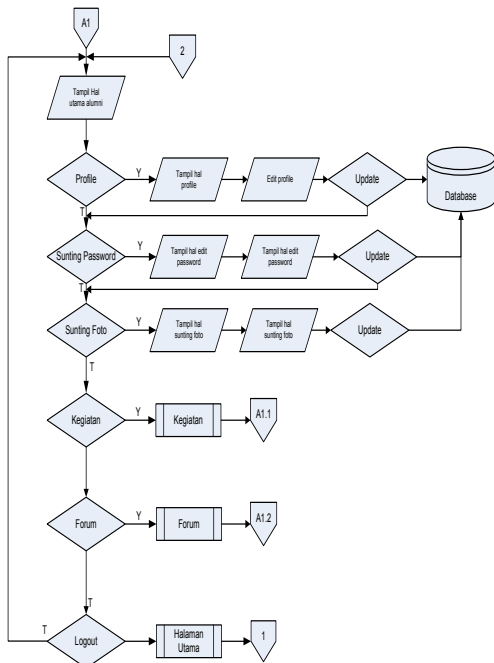 A1
2
Tampil Hal
utama alumni
Profile
Y
Tampil hal
profile
Edit profile
Update
Database
T
Sunting Password
Y
Tampil hal edit
password
Tampil hal edit
password
Update
T
Sunting Foto
Y
Tampil hal
sunting foto
Tampil hal
sunting foto
Update
T
Kegiatan
Y
Kegiatan
A1.1
Forum
Y
Forum
A1.2
T
T
Logout
Halaman
Utama
1